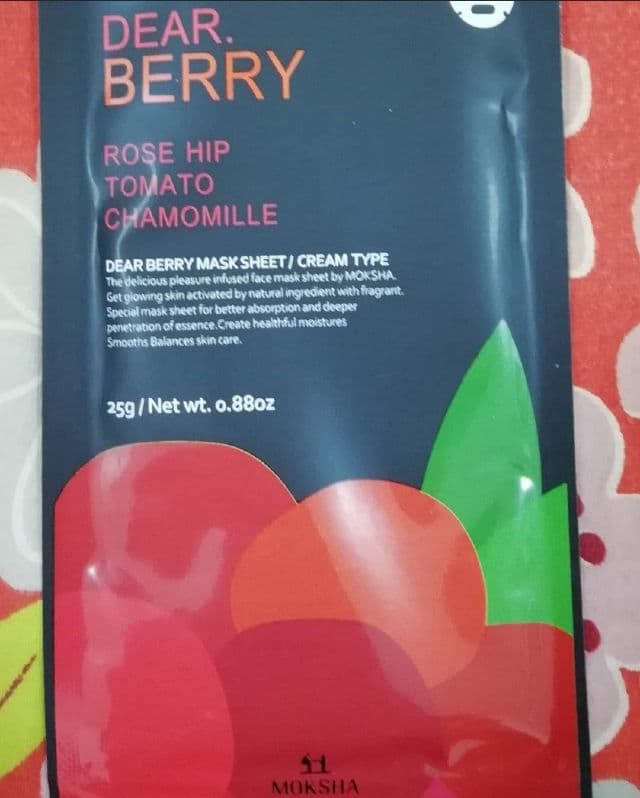 DEAR.
BERRY
ROSE HIP
TOMATO
CHAMOMILLE
DEAR BERRY MASK SHEET / CREAM TYPE
The delicious pleasure infused face mask sheet by MOKSHA.
Get glowing skin activated by natural ingredient with fragrant.
Special mask sheet for better absorption and deeper
penetration of essence.Create healthful moistures
Smooths Balances skin care.
25g / Net wt. 0.88oz
MOKSHA